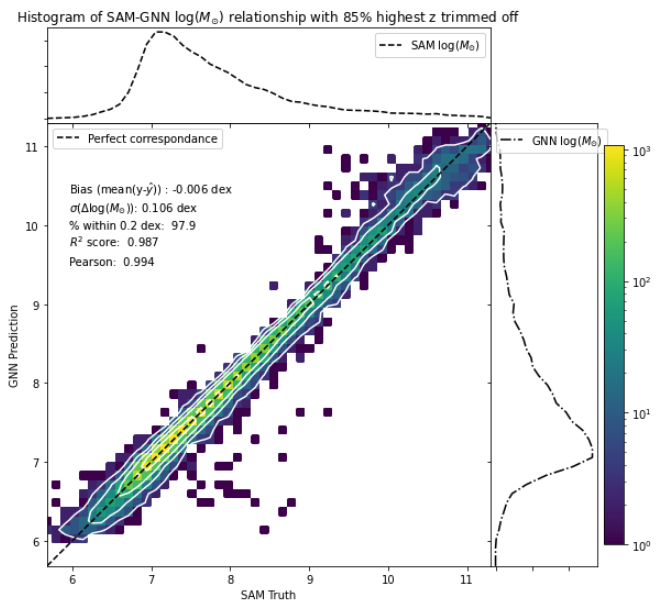 Histogram of SAM-GNN log(M⊙) relationship with 85% highest z trimmed off
SAM log(M⊙)
Perfect correspondance
GNN log(M⊙)
Bias (mean(y-ŷ)) : -0.006 dex
σ(Δlog(M⊙)): 0.106 dex
% within 0.2 dex: 97.9
R² score: 0.987
Pearson: 0.994
GNN Prediction
11
10
9
8
7
6
6 7 8 9 10 11
SAM Truth
10³
10²
10¹
10⁰